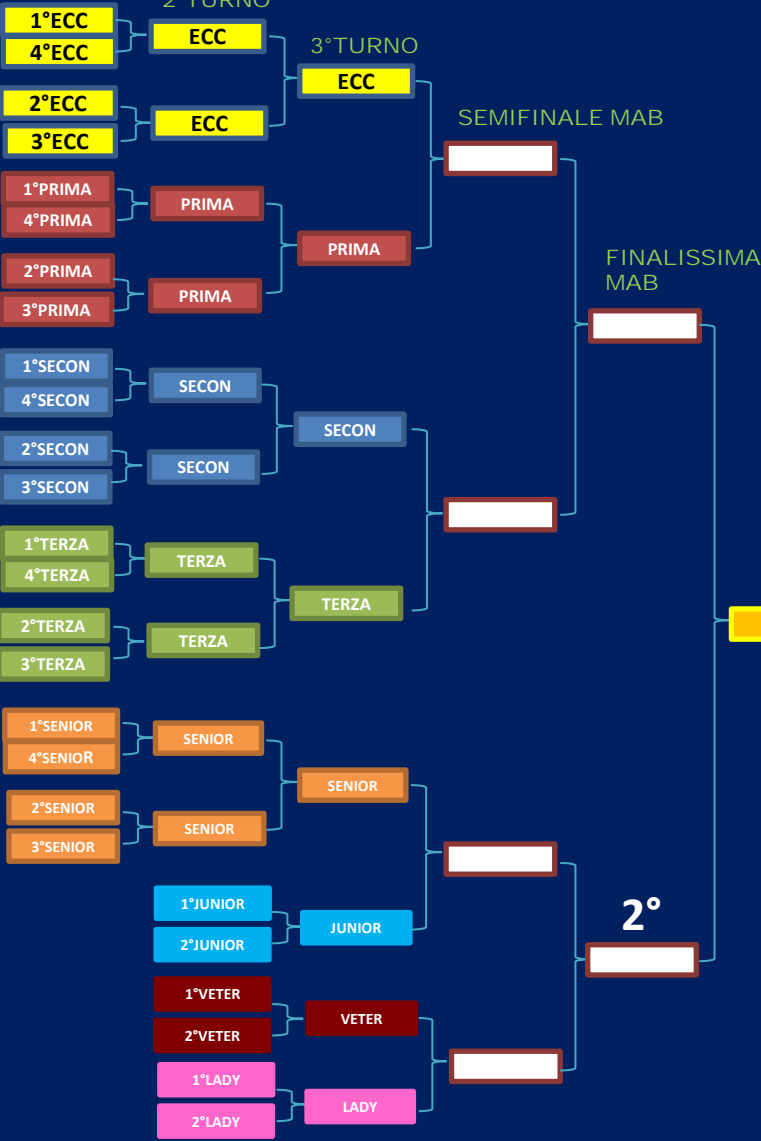 2°TURNO
1°ECC
ECC
4°ECC
3°TURNO
ECC
2°ECC
ECC
3°ECC
SEMIFINALE MAB
1°PRIMA
PRIMA
4°PRIMA
PRIMA
2°PRIMA
PRIMA
3°PRIMA
FINALISSIMA
MAB
1°SECON
SECON
4°SECON
SECON
2°SECON
SECON
3°SECON
1°TERZA
TERZA
4°TERZA
TERZA
2°TERZA
TERZA
3°TERZA
1°SENIOR
SENIOR
4°SENIOR
SENIOR
2°SENIOR
SENIOR
3°SENIOR
1°JUNIOR
JUNIOR
2°JUNIOR
2°
1°VETER
VETER
2°VETER
1°LADY
LADY
2°LADY